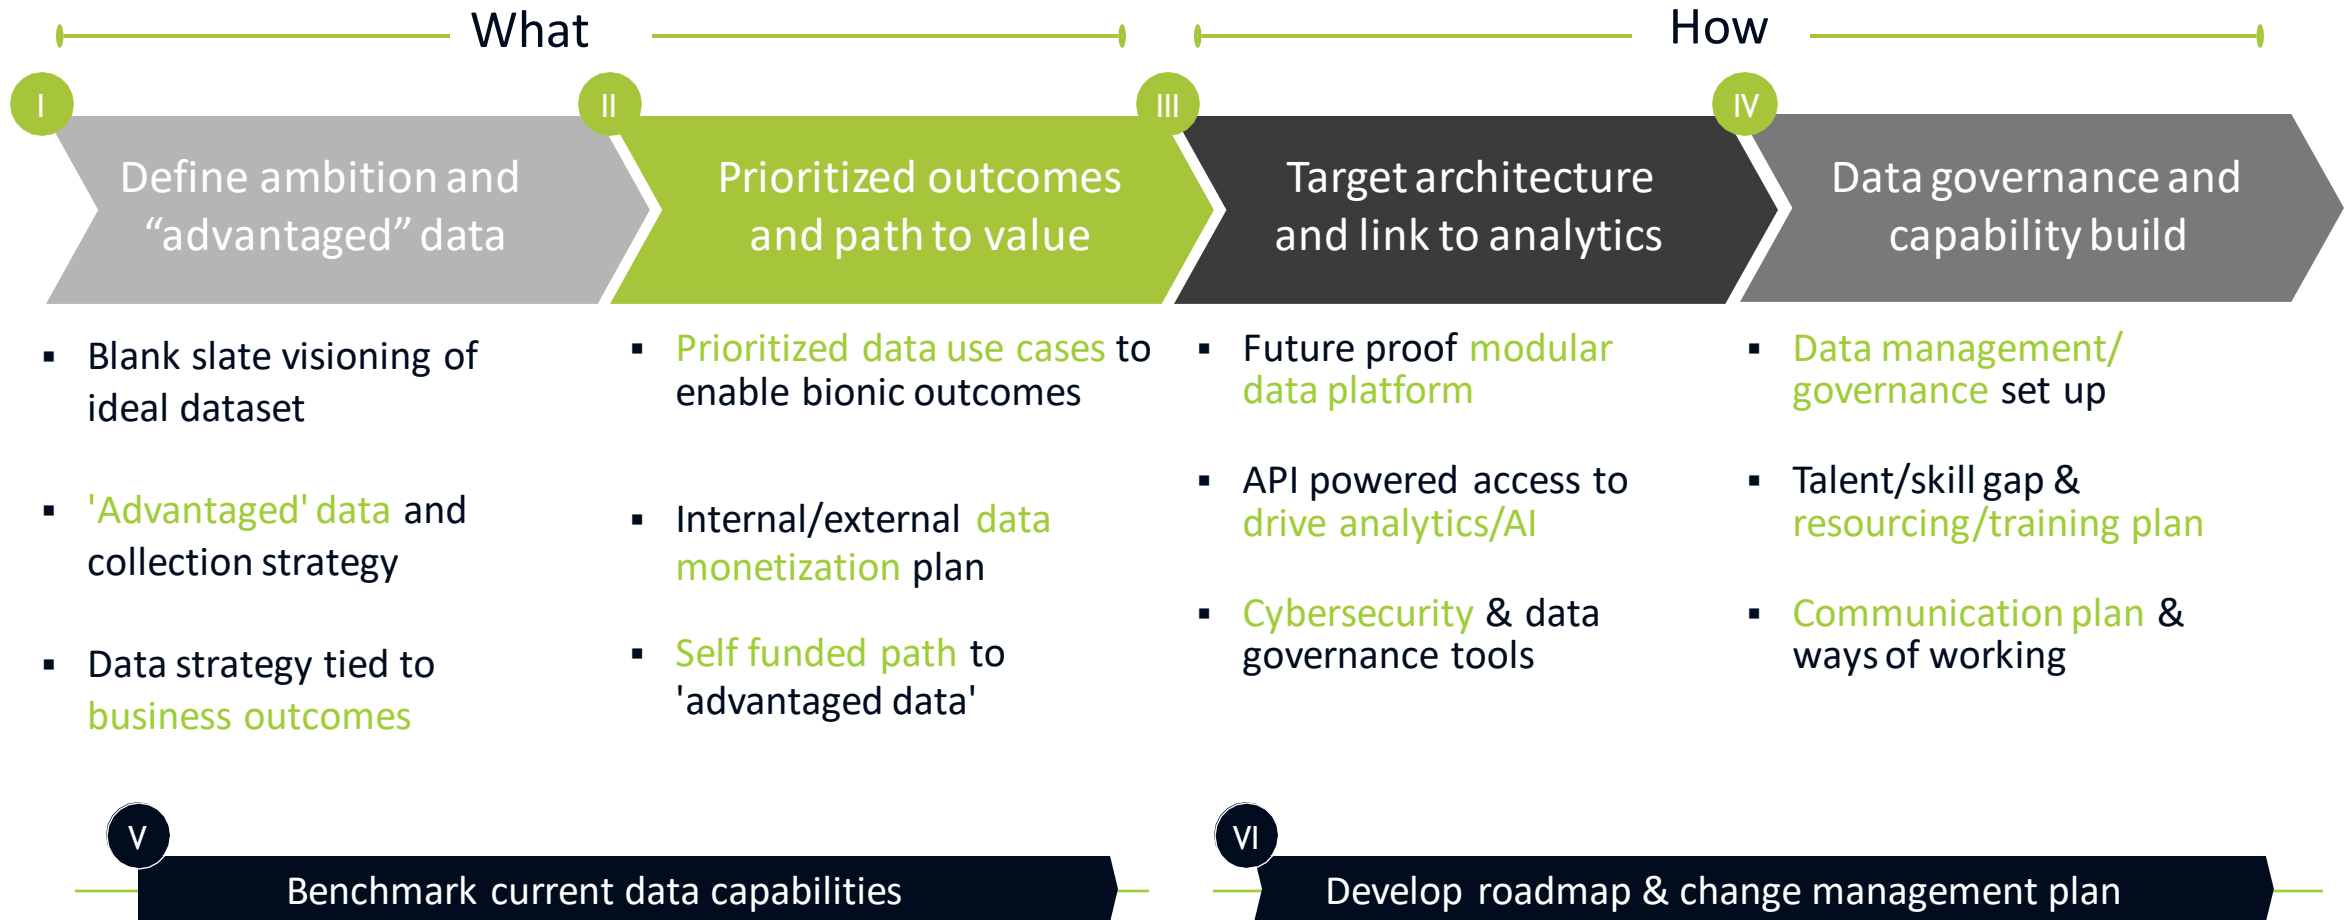 What
How
I
II
III
IV
Define ambition and
“advantaged” data
Prioritized outcomes
and path to value
Target architecture
and link to analytics
Data governance and
capability build
▪ Blank slate visioning of
ideal dataset
▪ 'Advantaged' data and
collection strategy
▪ Data strategy tied to
business outcomes
▪ Prioritized data use cases to
enable bionic outcomes
▪ Internal/external data
monetization plan
▪ Self funded path to
'advantaged data'
▪ Future proof modular
data platform
▪ API powered access to
drive analytics/AI
▪ Cybersecurity & data
governance tools
▪ Data management/
governance set up
▪ Talent/skill gap &
resourcing/training plan
▪ Communication plan &
ways of working
V
Benchmark current data capabilities
VI
Develop roadmap & change management plan